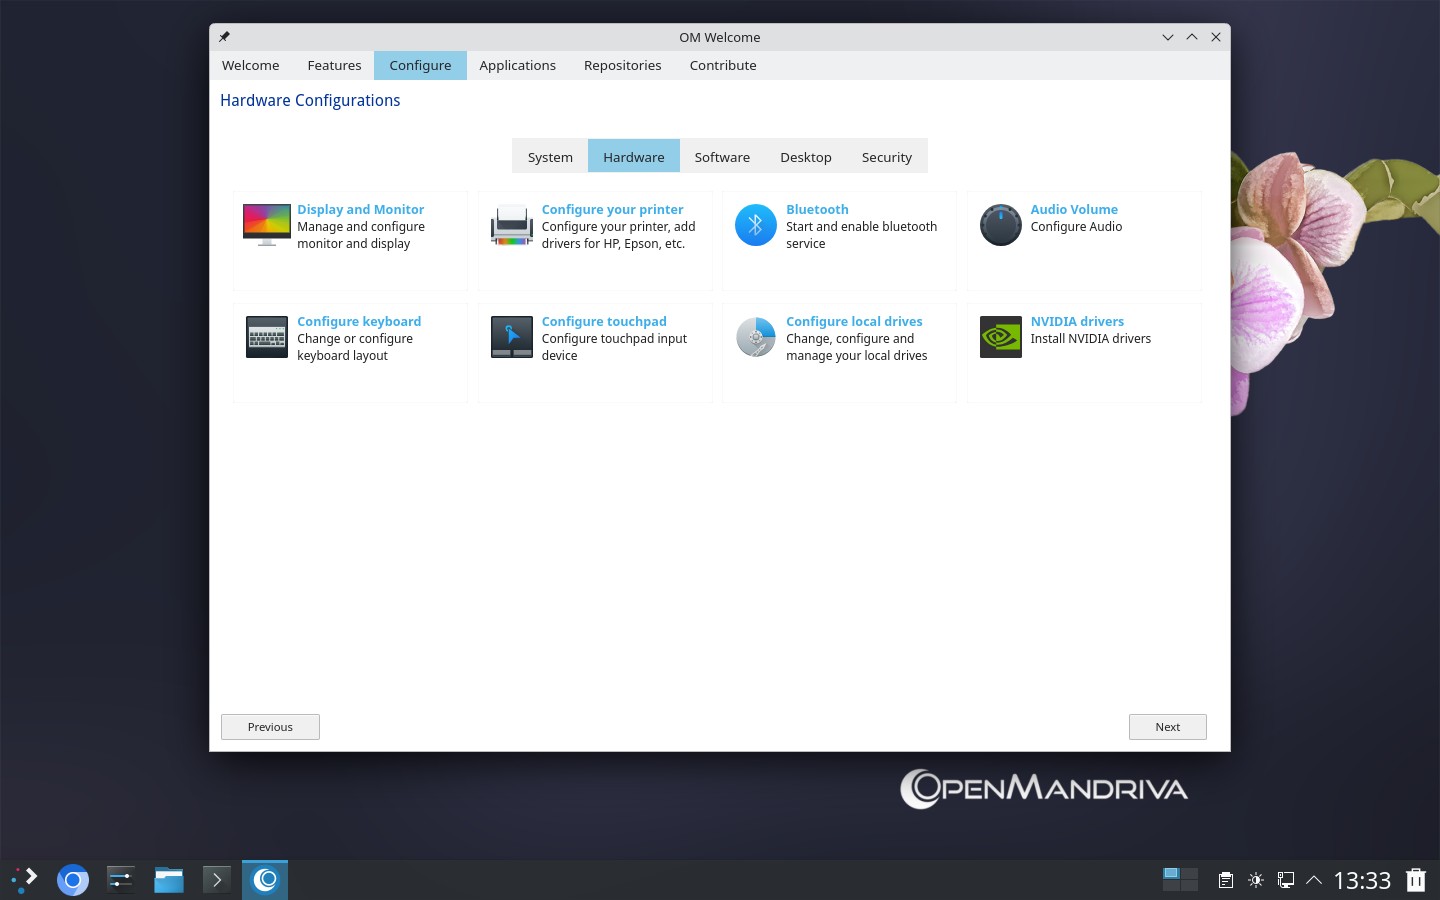 OM Welcome
Welcome Features Configure Applications Repositories Contribute
Hardware Configurations
System Hardware Software Desktop Security
Display and Monitor
Manage and configure
monitor and display
Configure your printer
Configure your printer, add
drivers for HP, Epson, etc.
Bluetooth
Start and enable bluetooth
service
Audio Volume
Configure Audio
Configure keyboard
Change or configure
keyboard layout
Configure touchpad
Configure touchpad input
device
Configure local drives
Change, configure and
manage your local drives
NVIDIA drivers
Install NVIDIA drivers
Previous Next
OPENMANDRIVA
13:33